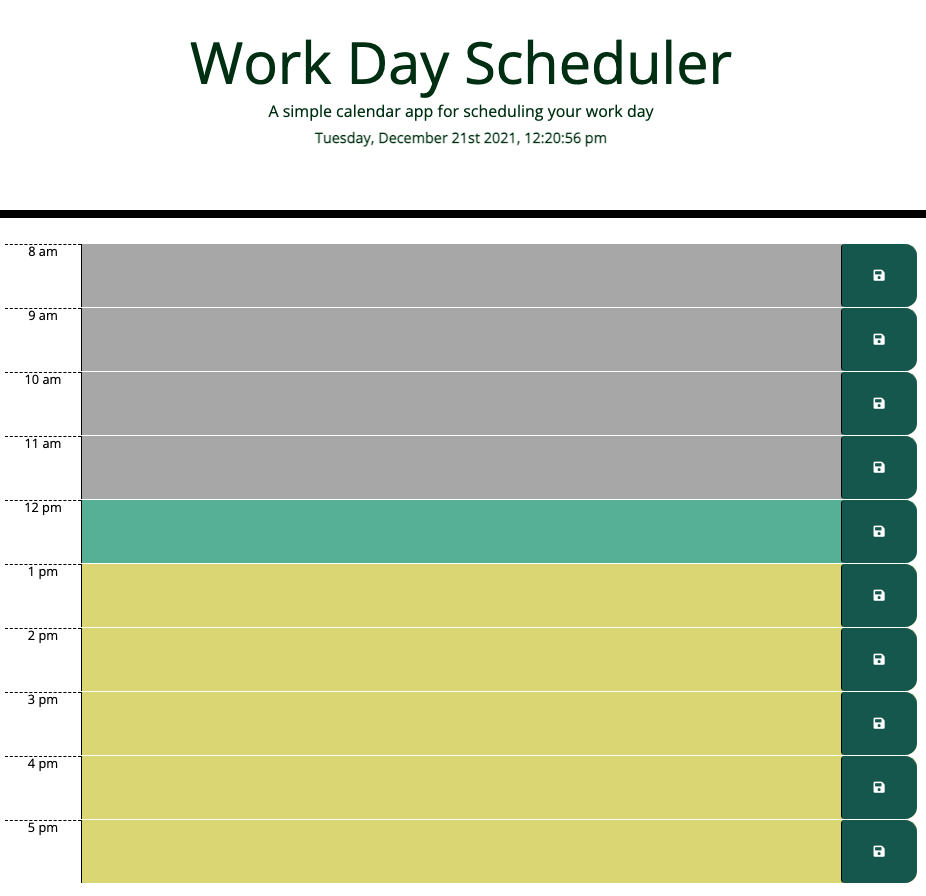 Work Day Scheduler
A simple calendar app for scheduling your work day
Tuesday, December 21st 2021, 12:20:56 pm
8 am
9 am
10 am
11 am
12 pm
1 pm
2 pm
3 pm
4 pm
5 pm